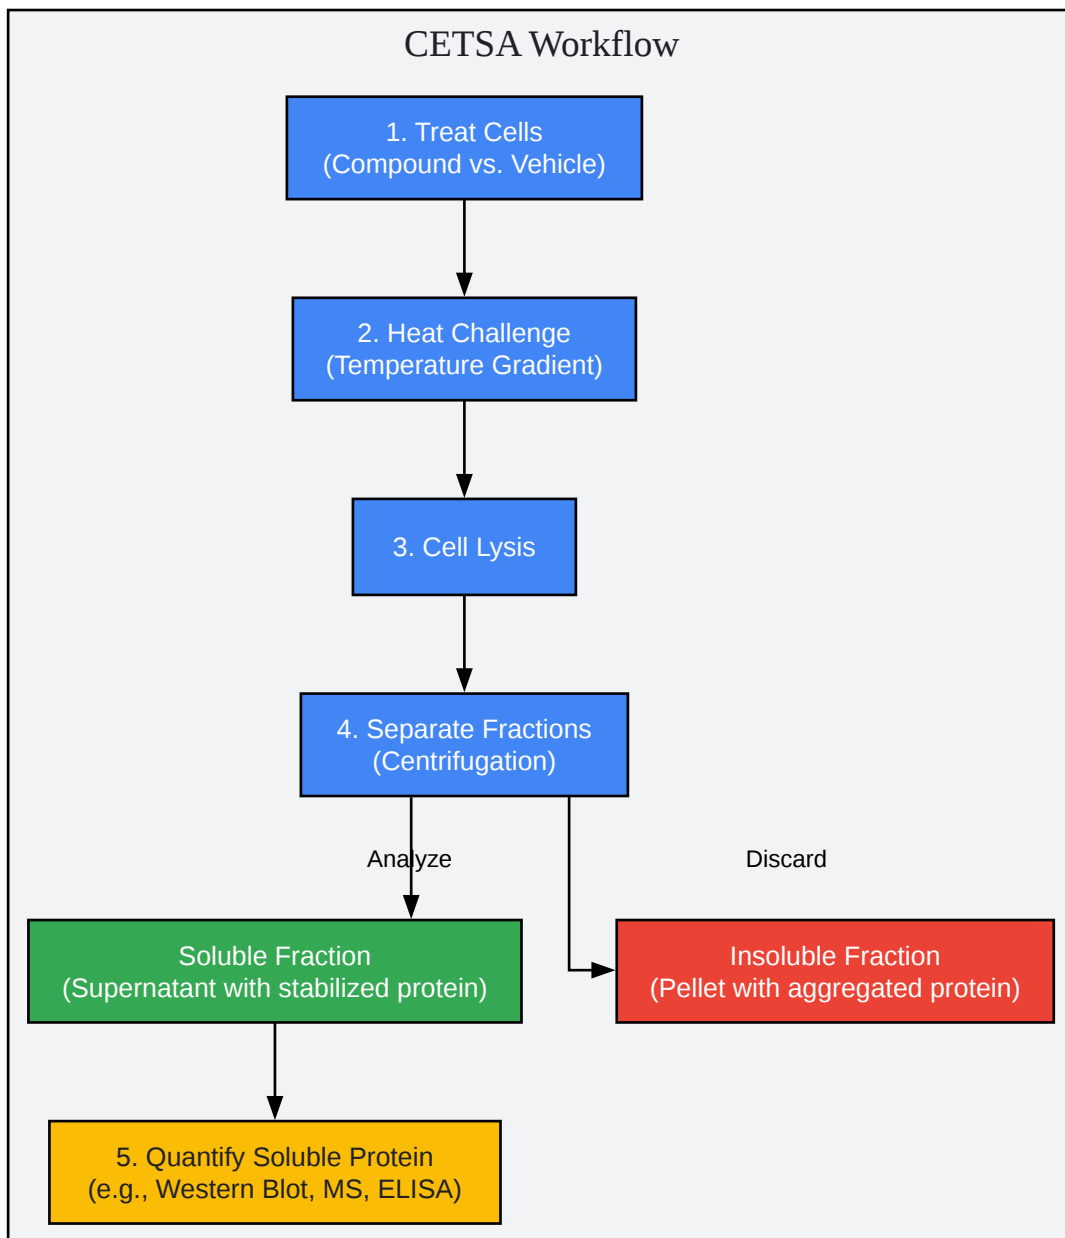 CETSA Workflow
1. Treat Cells
(Compound vs. Vehicle)
2. Heat Challenge
(Temperature Gradient)
3. Cell Lysis
4. Separate Fractions
(Centrifugation)
Analyze
Discard
Soluble Fraction
(Supernatant with stabilized protein)
Insoluble Fraction
(Pellet with aggregated protein)
5. Quantify Soluble Protein
(e.g., Western Blot, MS, ELISA)